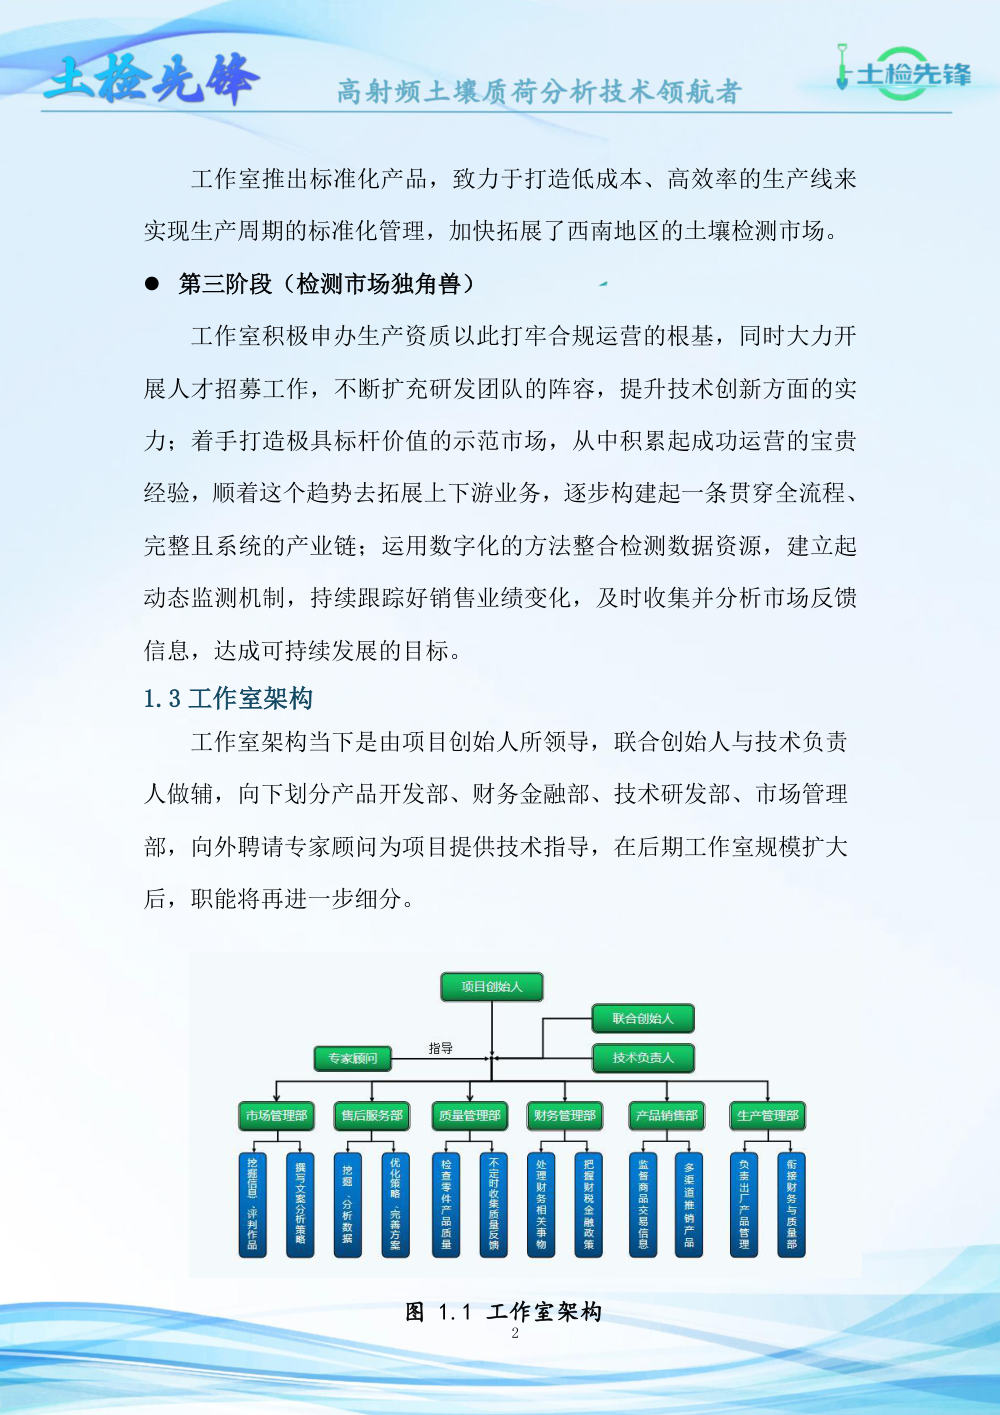 土检先锋
高射频土壤质荷分析技术领航者
土检先锋
工作室推出标准化产品，致力于打造低成本、高效率的生产线来
实现生产周期的标准化管理，加快拓展了西南地区的土壤检测市场。
● 第三阶段（检测市场独角兽）
工作室积极申办生产资质以此打牢合规运营的根基，同时大力开
展人才招募工作，不断扩充研发团队的阵容，提升技术创新方面的实
力；着手打造极具标杆价值的示范市场，从中积累起成功运营的宝贵
经验，顺着这个趋势去拓展上下游业务，逐步构建起一条贯穿全流程、
完整且系统的产业链；运用数字化的方法整合检测数据资源，建立起
动态监测机制，持续跟踪好销售业绩变化，及时收集并分析市场反馈
信息，达成可持续发展的目标。
1.3 工作室架构
工作室架构当下是由项目创始人所领导，联合创始人与技术负责
人做辅，向下划分产品开发部、财务金融部、技术研发部、市场管理
部，向外聘请专家顾问为项目提供技术指导，在后期工作室规模扩大
后，职能将再进一步细分。
项目创始人
联合创始人
专家顾问
指导
技术负责人
市场管理部
售后服务部
质量管理部
财务管理部
产品销售部
生产管理部
挖掘信息、评判作品
撰写文案分析策略
挖掘、分析数据
优化策略、完善方案
检查零件产品质量
不定时收集质量反馈
处理财务相关事物
把握财税金融政策
监督商品交易信息
多渠道推销产品
负责出厂产品管理
衔接财务与质量部
图 1.1 工作室架构
2